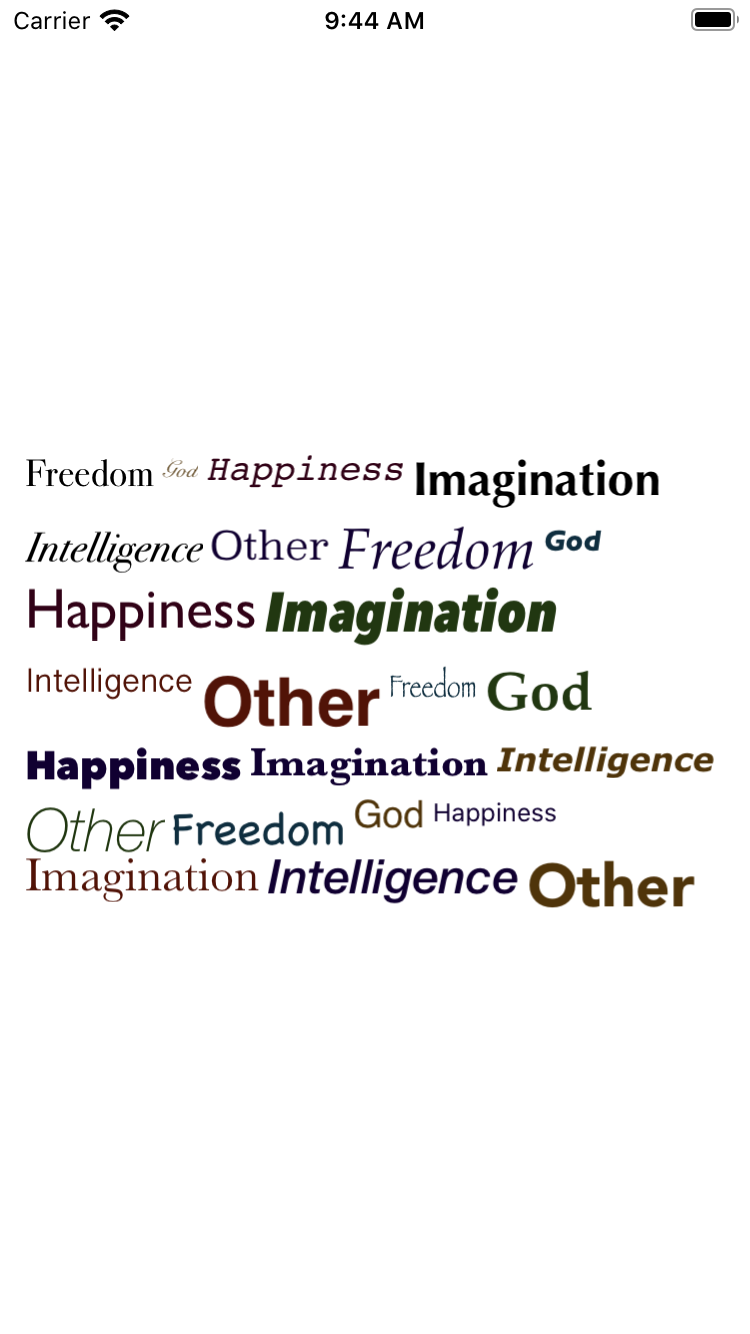 Carrier 9:44 AM
Freedom God Happiness Imagination
Intelligence Other Freedom God
Happiness Imagination
Intelligence Other Freedom God
Happiness Imagination Intelligence
Other Freedom God Happiness
Imagination Intelligence Other